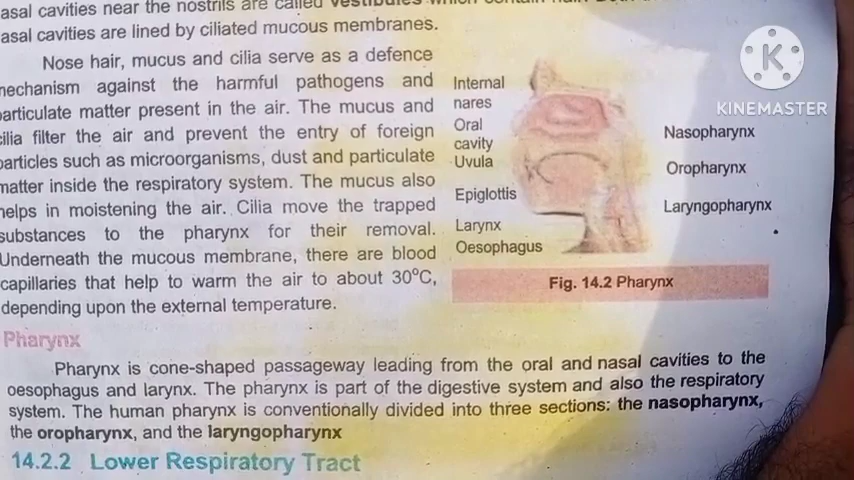 asal cavities near the nostrils are called vestibules which contain hair.
asal cavities are lined by ciliated mucous membranes.
Nose hair, mucus and cilia serve as a defence
mechanism against the harmful pathogens and
particulate matter present in the air. The mucus and
cilia filter the air and prevent the entry of foreign
particles such as microorganisms, dust and particulate
matter inside the respiratory system. The mucus also
helps in moistening the air. Cilia move the trapped
substances to the pharynx for their removal.
Underneath the mucous membrane, there are blood
capillaries that help to warm the air to about 30°C,
depending upon the external temperature.
Internal
nares
Oral
cavity
Uvula
Epiglottis
Larynx
Oesophagus
Nasopharynx
Oropharynx
Laryngopharynx
Fig. 14.2 Pharynx
KINEMASTER
Pharynx
Pharynx is cone-shaped passageway leading from the oral and nasal cavities to the
oesophagus and larynx. The pharynx is part of the digestive system and also the respiratory
system. The human pharynx is conventionally divided into three sections: the nasopharynx,
the oropharynx, and the laryngopharynx
14.2.2 Lower Respiratory Tract